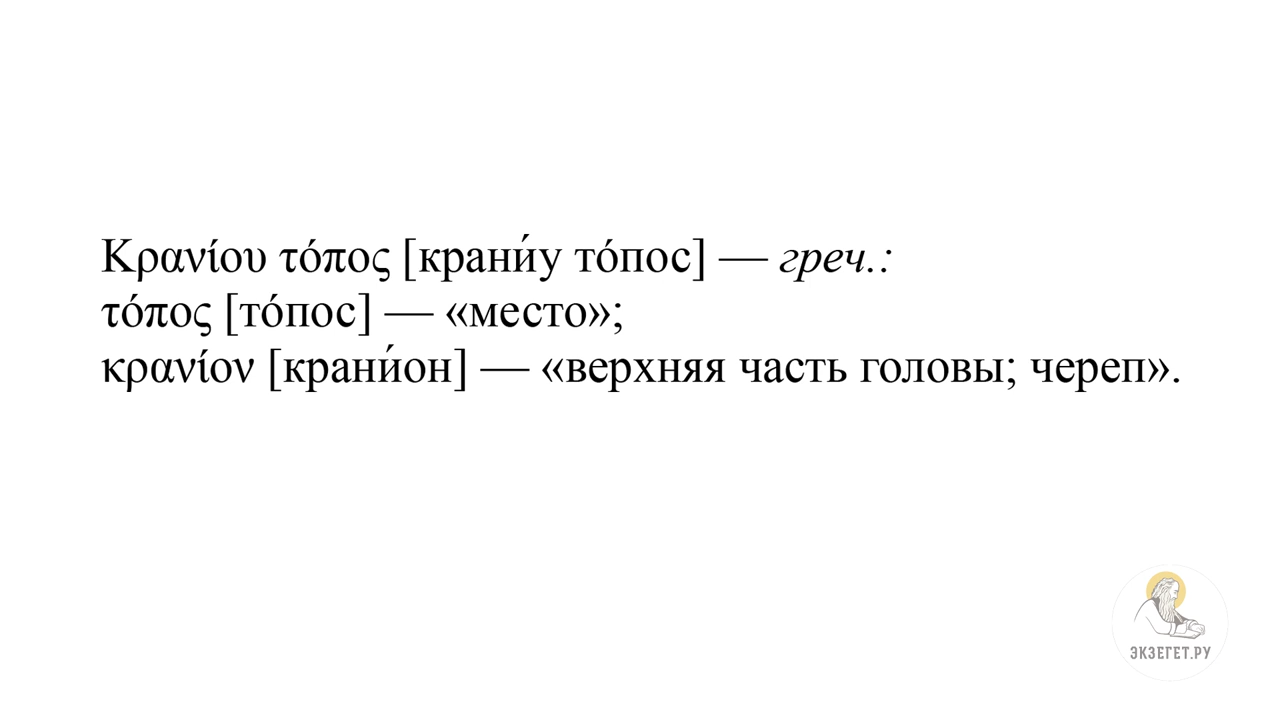 Κρανίου τόπος [крани́у то́пос] — греч.:
τόπος [то́пос] — «место»;
κρανίον [крани́он] — «верхняя часть головы; череп».
ЭКЗЕГЕТ.РУ